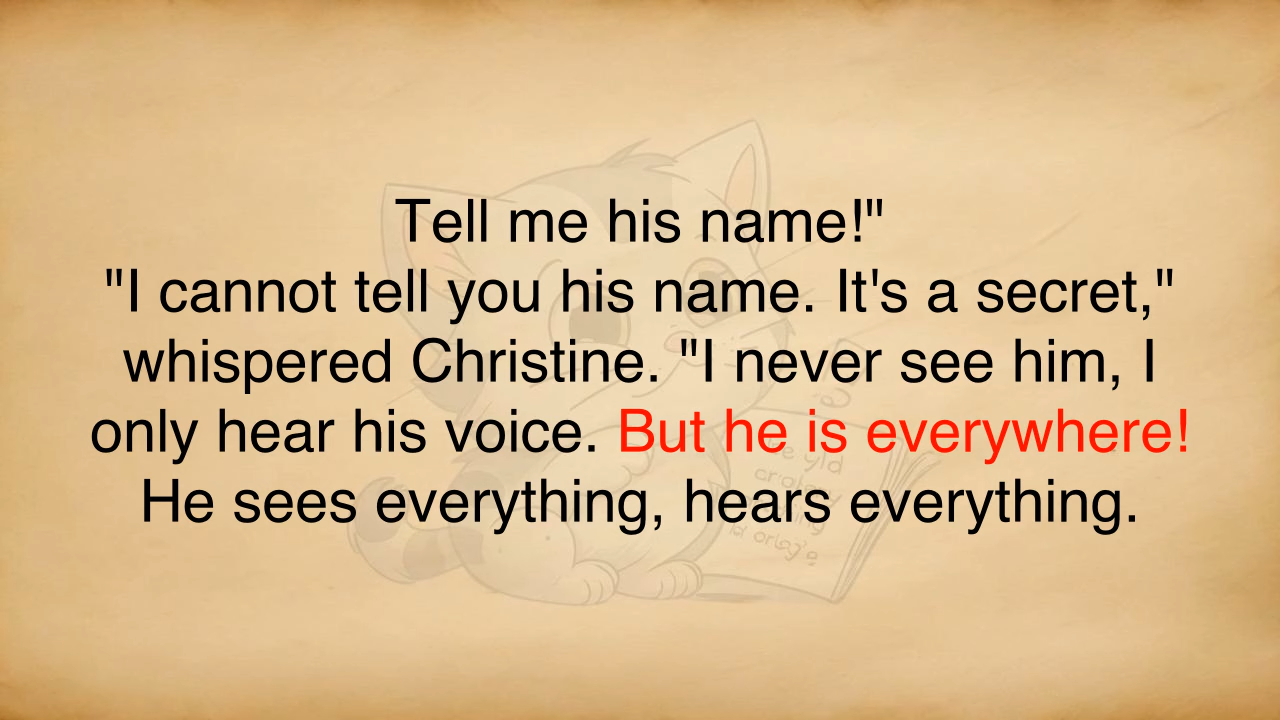 Tell me his name!"
"I cannot tell you his name. It's a secret,"
whispered Christine. "I never see him, I
only hear his voice. But he is everywhere!
He sees everything, hears everything.